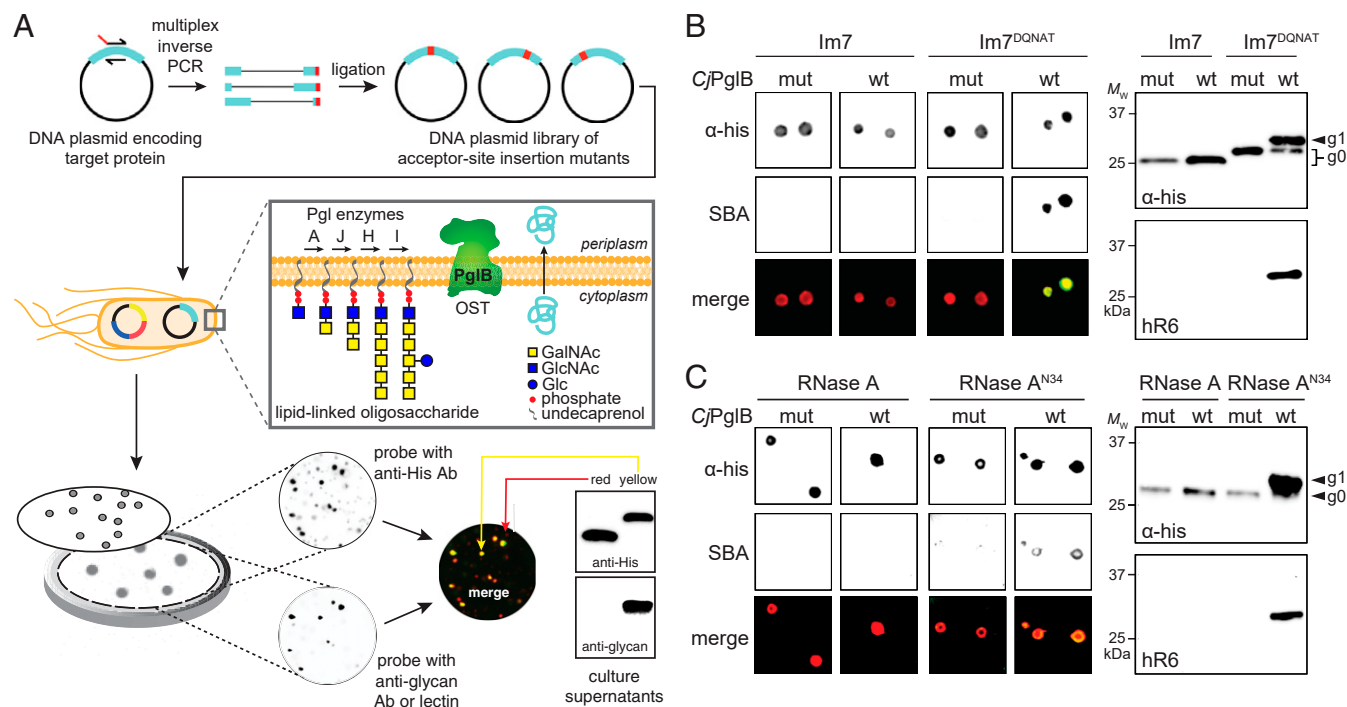 A
multiplex
inverse
PCR
ligation
DNA plasmid encoding
target protein
DNA plasmid library of
acceptor-site insertion mutants
Pgl enzymes
A J H I
periplasm
PglB
cytoplasm
OST
GalNAc
GlcNAc
Glc
phosphate
undecaprenol
lipid-linked oligosaccharide
probe with
anti-His Ab
red yellow
anti-His
merge
anti-glycan
probe with
anti-glycan
Ab or lectin
culture
supernatants
B
Im7 Im7DQNAT
CjPglB mut wt mut wt
α-his
SBA
merge
Im7 Im7DQNAT
mut wt mut wt
Mw
37
25
g1
g0
α-his
37
25
kDa
hR6
C
RNase A RNase AN34
CjPglB mut wt mut wt
α-his
SBA
merge
RNase A RNase AN34
mut wt mut wt
Mw
37
25
g1
g0
α-his
37
25
kDa
hR6